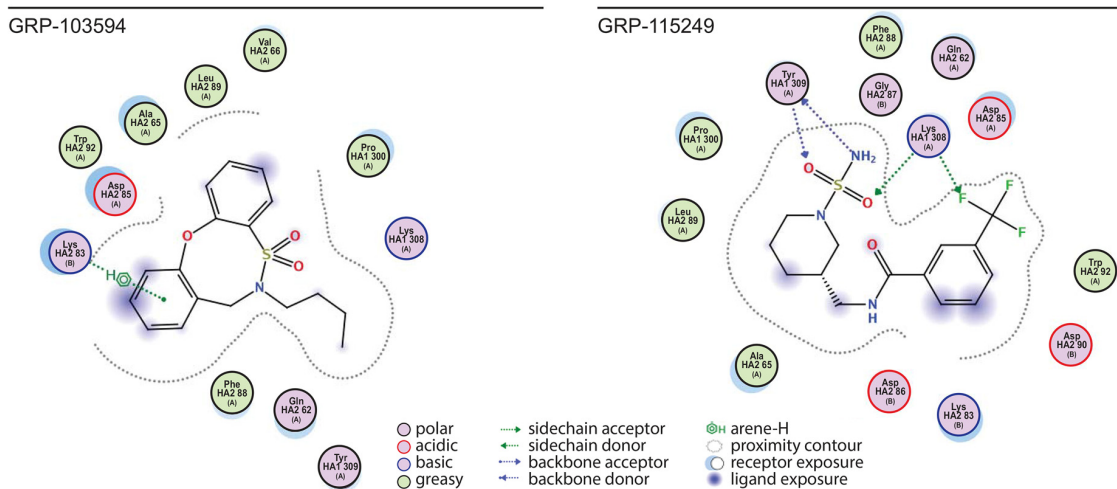 GRP-103594
GRP-115249
Val
HA2 66
(A)
Leu
HA2 89
(A)
Ala
HA2 65
(A)
Trp
HA2 92
(A)
Asp
HA2 85
(A)
Lys
HA2 83
(B)
Pro
HA1 300
(A)
Lys
HA1 308
(A)
O
S
O
O
N
H
Phe
HA2 88
(A)
Gln
HA2 62
(A)
Tyr
HA1 309
(A)
Phe
HA2 88
(A)
Gln
HA2 62
(A)
Tyr
HA1 309
(A)
Gly
HA2 87
(B)
Asp
HA2 85
(A)
Lys
HA1 308
(A)
Pro
HA1 300
(A)
Leu
HA2 89
(A)
O
NH2
S
O
N
F
F
F
O
N
H
Trp
HA2 92
(A)
Asp
HA2 90
(B)
Ala
HA2 65
(A)
Asp
HA2 86
(B)
Lys
HA2 83
(B)
polar
acidic
basic
greasy
sidechain acceptor
sidechain donor
backbone acceptor
backbone donor
H
arene-H
proximity contour
receptor exposure
ligand exposure